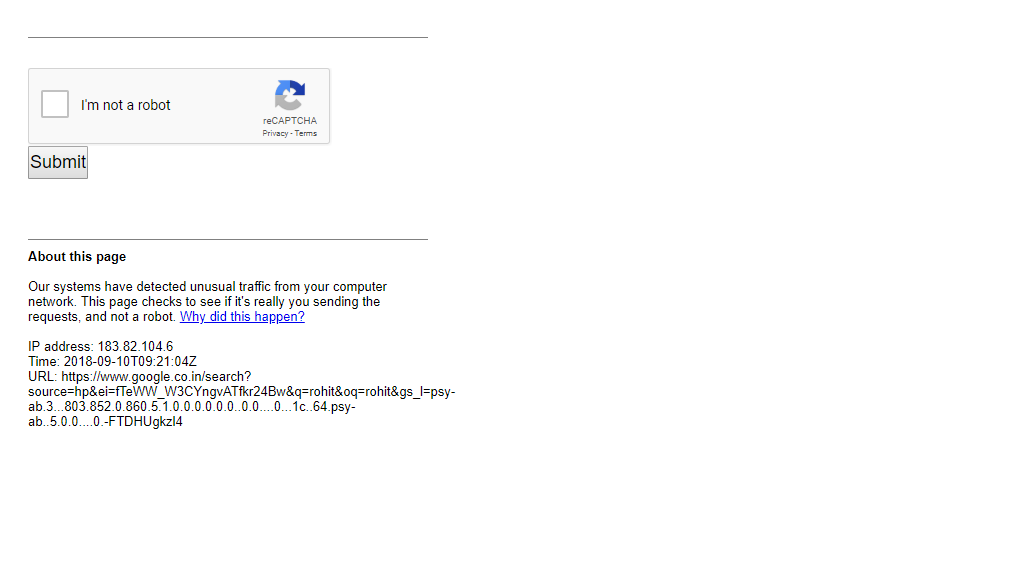 I'm not a robot
reCAPTCHA
Privacy - Terms
Submit
About this page
Our systems have detected unusual traffic from your computer
network. This page checks to see if it's really you sending the
requests, and not a robot. Why did this happen?
IP address: 183.82.104.6
Time: 2018-09-10T09:21:04Z
URL: https://www.google.co.in/search?
source=hp&ei=fTeWW_W3CYngvATfkr24Bw&q=rohit&oq=rohit&gs_l=psy-
ab.3...803.852.0.860.5.1.0.0.0.0.0.0..0.0....0...1c..64.psy-
ab..5.0.0....0.-FTDHUgkzI4